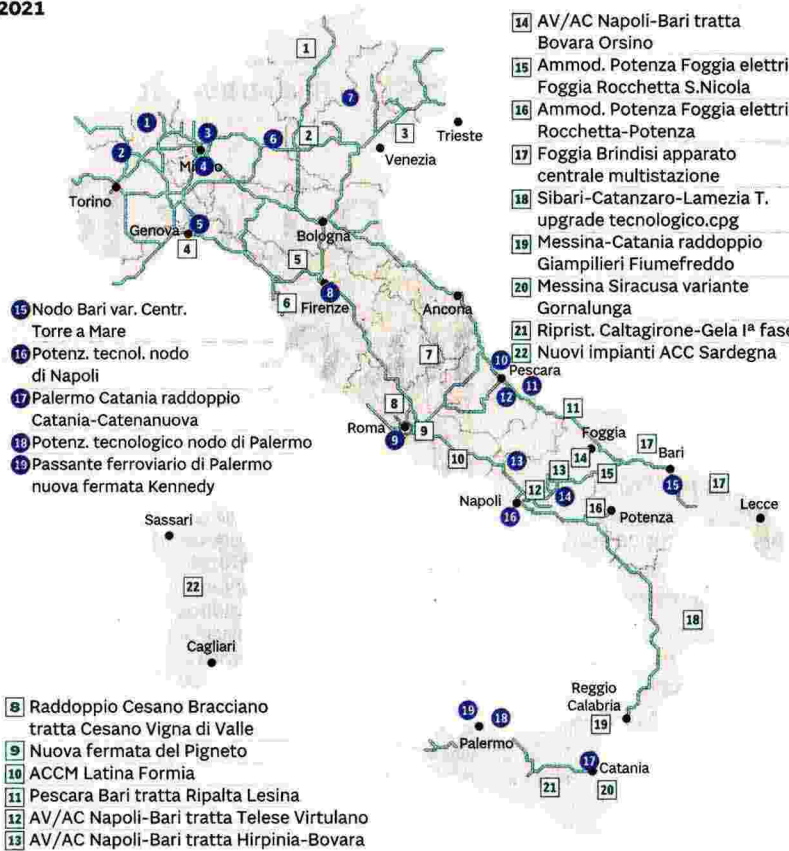 2021
1
7
1
2
3
6
2
3
Trieste
Venezia
4
Torino
Genova
5
4
Bologna
5
6
8
Firenze
Ancona
7
10
Pescara
12
11
8
Roma
9
9
10
11
Foggia
17
Bari
13
14
13
15
12
14
15
17
Napoli
16
16
Potenza
Lecce
18
Reggio
Calabria
19
19
18
Palermo
17
Catania
21
20
Sassari
22
Cagliari
15 Nodo Bari var. Centr.
Torre a Mare
16 Potenz. tecnol. nodo
di Napoli
17 Palermo Catania raddoppio
Catania-Catenanuova
18 Potenz. tecnologico nodo di Palermo
19 Passante ferroviario di Palermo
nuova fermata Kennedy
8 Raddoppio Cesano Bracciano
tratta Cesano Vigna di Valle
9 Nuova fermata del Pigneto
10 ACCM Latina Formia
11 Pescara Bari tratta Ripalta Lesina
12 AV/AC Napoli-Bari tratta Telese Virtulano
13 AV/AC Napoli-Bari tratta Hirpinia-Bovara
14 AV/AC Napoli-Bari tratta
Bovara Orsino
15 Ammod. Potenza Foggia elettri
Foggia Rocchetta S.Nicola
16 Ammod. Potenza Foggia elettri
Rocchetta-Potenza
17 Foggia Brindisi apparato
centrale multistazione
18 Sibari-Catanzaro-Lamezia T.
upgrade tecnologico.cpg
19 Messina-Catania raddoppio
Giampilieri Fiumefreddo
20 Messina Siracusa variante
Gornalunga
21 Riprist. Caltagirone-Gela Iª fase
22 Nuovi impianti ACC Sardegna